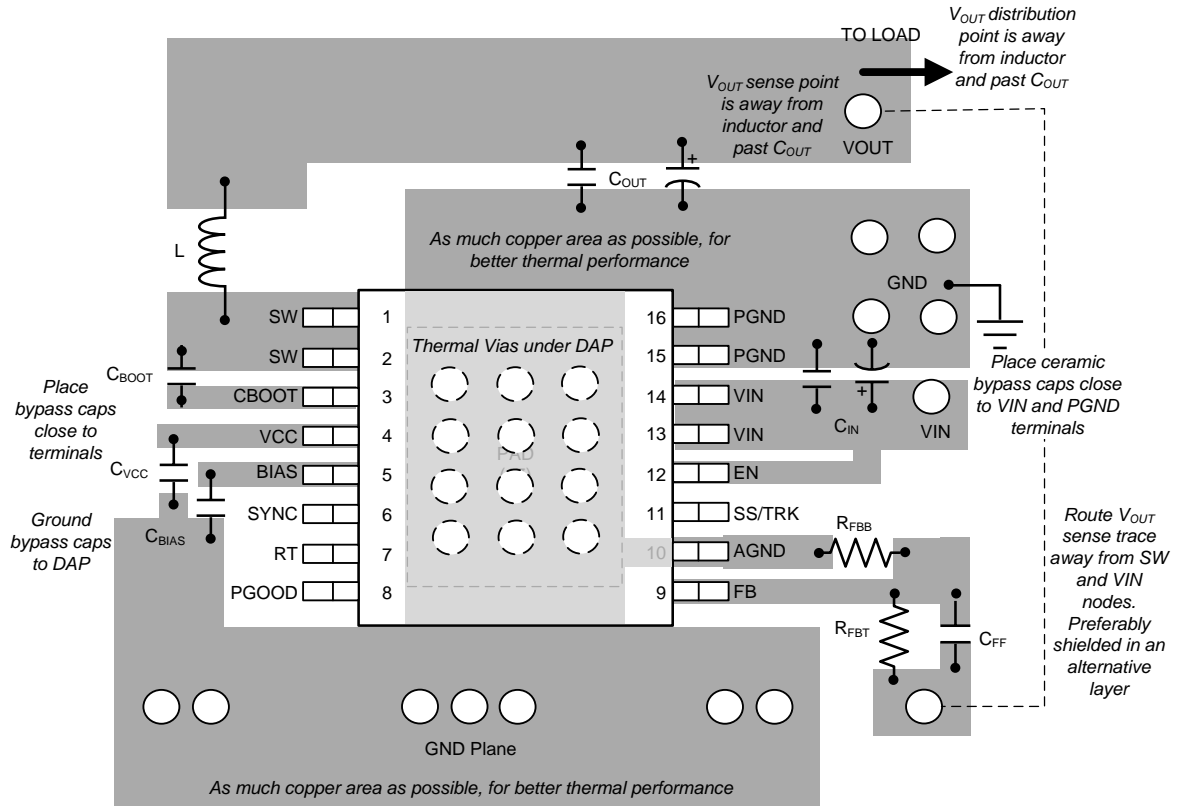 V_OUT distribution
point is away
from inductor
and past C_OUT
TO LOAD
V_OUT sense point
is away from
inductor and
past C_OUT
VOUT
C_OUT
+
L
As much copper area as possible, for
better thermal performance
GND
SW
1
16
PGND
SW
2
15
PGND
CBOOT
3
14
VIN
VCC
4
13
VIN
BIAS
5
12
EN
SYNC
6
11
SS/TRK
RT
7
10
AGND
PGOOD
8
9
FB
Thermal Vias under DAP
PAD
C_BOOT
Place
bypass caps
close to
terminals
C_VCC
Ground
bypass caps
to DAP
C_BIAS
+
C_IN
VIN
Place ceramic
bypass caps close
to VIN and PGND
terminals
R_FBB
R_FBT
C_FF
Route V_OUT
sense trace
away from SW
and VIN
nodes.
Preferably
shielded in an
alternative
layer
GND Plane
As much copper area as possible, for better thermal performance